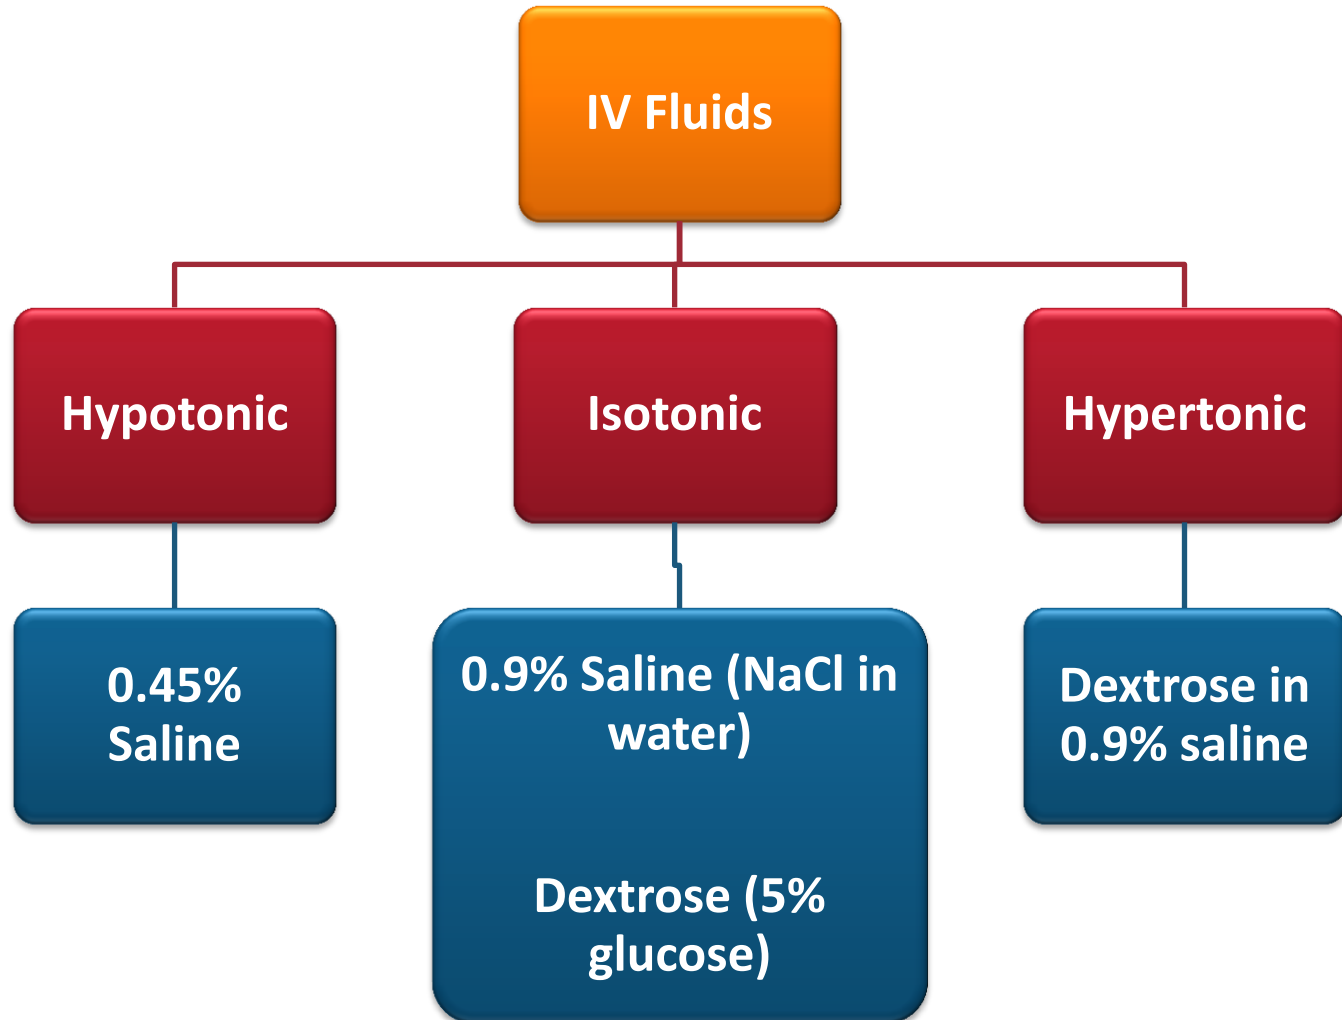 IV Fluids
Hypotonic
Isotonic
Hypertonic
0.45%
Saline
0.9% Saline (NaCl in
water)
Dextrose (5%
glucose)
Dextrose in
0.9% saline